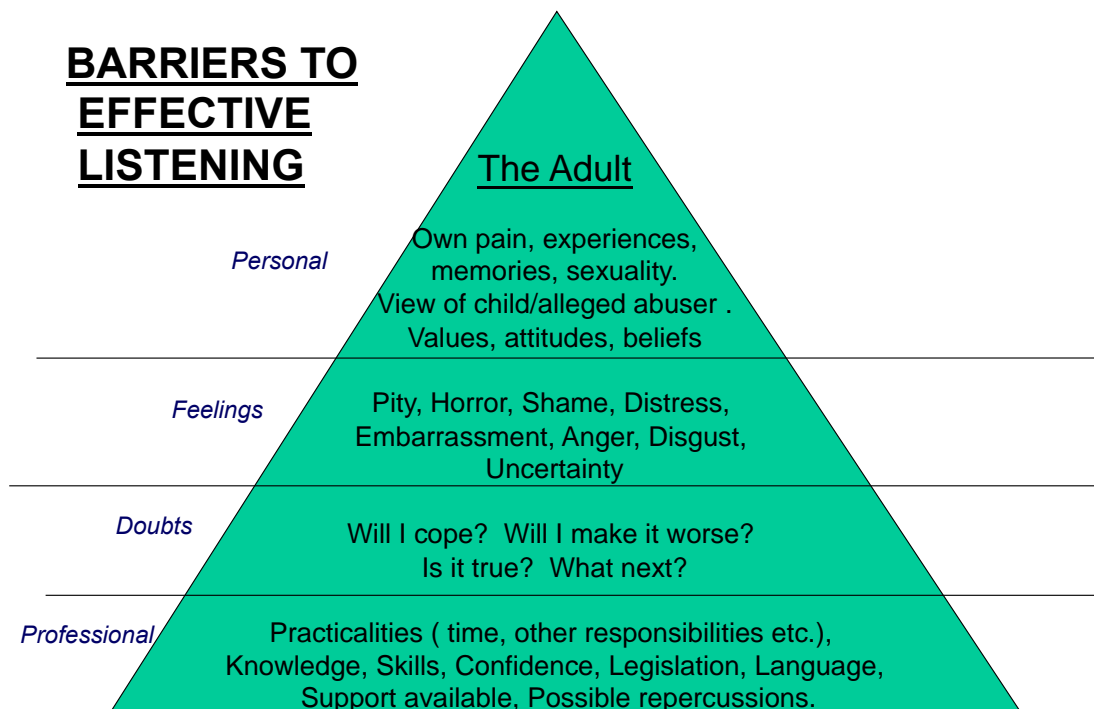 BARRIERS TO
EFFECTIVE
LISTENING
The Adult
Personal
Own pain, experiences,
memories, sexuality.
View of child/alleged abuser .
Values, attitudes, beliefs
Feelings
Pity, Horror, Shame, Distress,
Embarrassment, Anger, Disgust,
Uncertainty
Doubts
Will I cope?  Will I make it worse?
Is it true?  What next?
Professional
Practicalities ( time, other responsibilities etc.),
Knowledge, Skills, Confidence, Legislation, Language,
Support available, Possible repercussions.